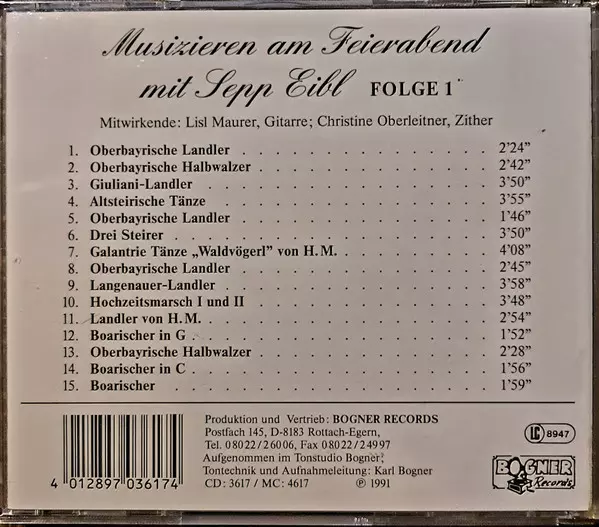 Musizieren am Feierabend
mit Sepp Eibl FOLGE 1
Mitwirkende: Lisl Maurer, Gitarre; Christine Oberleitner, Zither
1. Oberbayrische Landler . . . . . . . . . . . . . . . 2'24”
2. Oberbayrische Halbwalzer . . . . . . . . . . . . . . 2'42”
3. Giuliani-Landler . . . . . . . . . . . . . . . . . 3'50”
4. Altsteirische Tänze . . . . . . . . . . . . . . . . 3'55”
5. Oberbayrische Landler . . . . . . . . . . . . . . . 1'46”
6. Drei Steirer . . . . . . . . . . . . . . . . . . . 3'50”
7. Galantrie Tänze „Waldvögerl” von H.M. . . . . . . . . . 4'08”
8. Oberbayrische Landler . . . . . . . . . . . . . . . 2'45”
9. Langenauer-Landler . . . . . . . . . . . . . . . . 3'58”
10. Hochzeitsmarsch I und II . . . . . . . . . . . . . . 3'48”
11. Landler von H.M. . . . . . . . . . . . . . . . . . 2'54”
12. Boarischer in G . . . . . . . . . . . . . . . . . . 1'52”
13. Oberbayrische Halbwalzer . . . . . . . . . . . . . . 2'28”
14. Boarischer in C . . . . . . . . . . . . . . . . . . 1'56”
15. Boarischer . . . . . . . . . . . . . . . . . . . . 1'59”
Produktion und Vertrieb: BOGNER RECORDS
Postfach 145, D-8183 Rottach-Egern,
Tel. 08022/26006, Fax 08022/24997
Aufgenommen im Tonstudio Bogner,
Tontechnik und Aufnahmeleitung: Karl Bogner
CD: 3617 / MC: 4617 ℗ 1991
4 012897 036174
LC 8947
BOGNER
Records